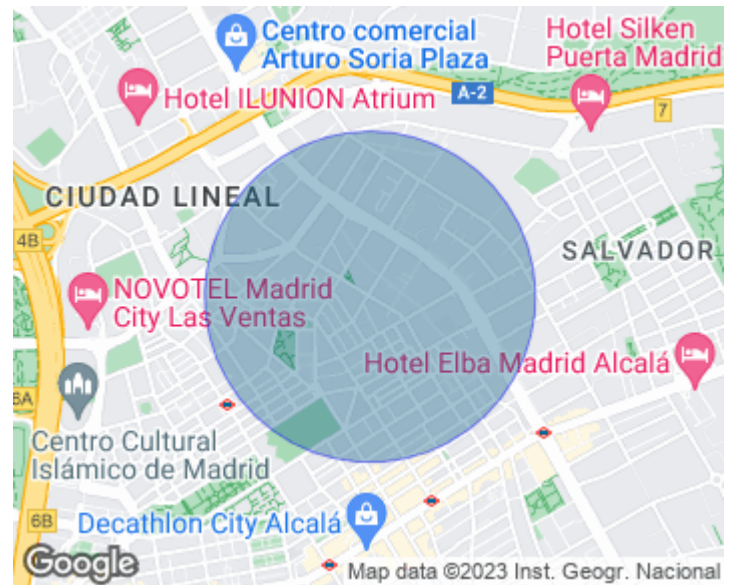 Centro comercial
Arturo Soria Plaza
Hotel Silken
Puerta Madrid
Hotel ILUNION Atrium
A-2
7
CIUDAD LINEAL
4B
SALVADOR
NOVOTEL Madrid
City Las Ventas
Hotel Elba Madrid Alcalá
6A
Centro Cultural
Islámico de Madrid
6B
Decathlon City Alcalá
Google
Map data ©2023 Inst. Geogr. Nacional